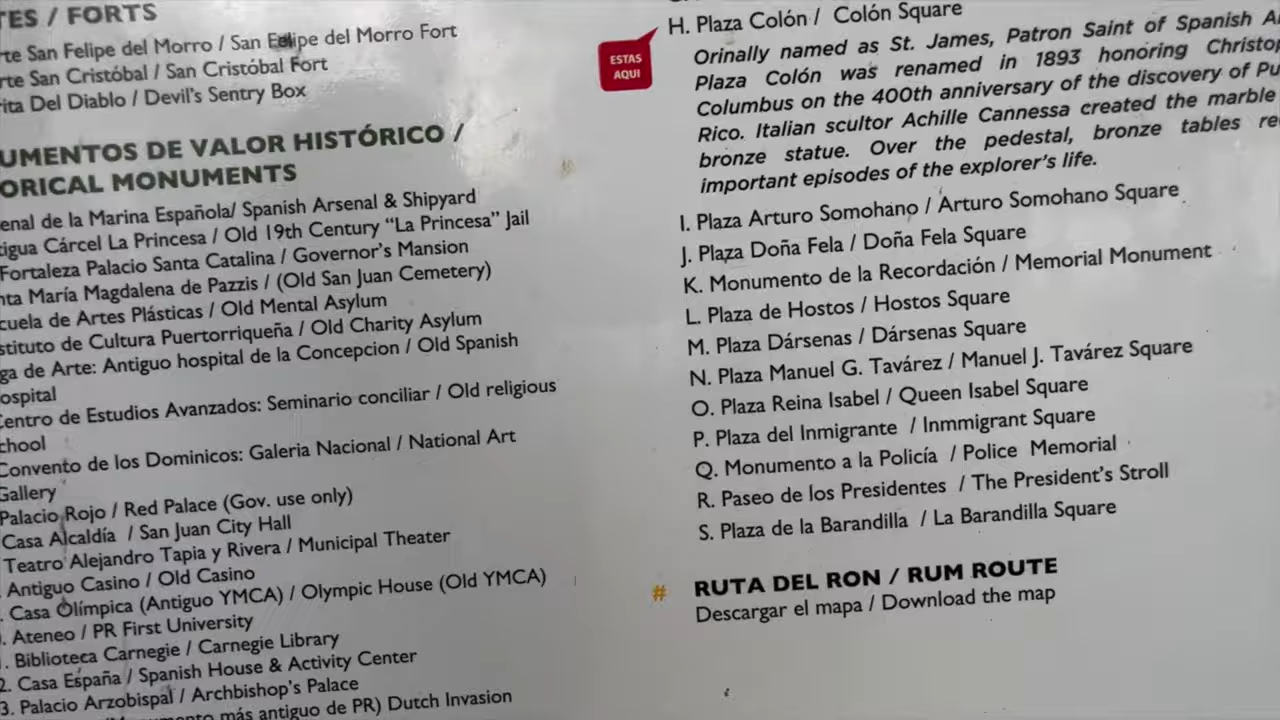 TES / FORTS
rte San Felipe del Morro / San Felipe del Morro Fort
rte San Cristóbal / San Cristóbal Fort
rita Del Diablo / Devil's Sentry Box
UMENTOS DE VALOR HISTÓRICO /
ORICAL MONUMENTS
enal de la Marina Española/ Spanish Arsenal & Shipyard
tigua Cárcel La Princesa / Old 19th Century “La Princesa” Jail
Fortaleza Palacio Santa Catalina / Governor's Mansion
nta María Magdalena de Pazzis / (Old San Juan Cemetery)
cuela de Artes Plásticas / Old Mental Asylum
stituto de Cultura Puertorriqueña / Old Charity Asylum
ga de Arte: Antiguo hospital de la Concepcion / Old Spanish
ospital
Centro de Estudios Avanzados: Seminario conciliar / Old religious
chool
Convento de los Dominicos: Galeria Nacional / National Art
Gallery
Palacio Rojo / Red Palace (Gov. use only)
Casa Alcaldía / San Juan City Hall
Teatro Alejandro Tapia y Rivera / Municipal Theater
Antiguo Casino / Old Casino
. Casa Olímpica (Antiguo YMCA) / Olympic House (Old YMCA)
. Ateneo / PR First University
. Biblioteca Carnegie / Carnegie Library
2. Casa España / Spanish House & Activity Center
3. Palacio Arzobispal / Archbishop's Palace
más antiguo de PR) Dutch Invasion
ESTAS
AQUI
H. Plaza Colón / Colón Square
Orinally named as St. James, Patron Saint of Spanish A
Plaza Colón was renamed in 1893 honoring Christop
Columbus on the 400th anniversary of the discovery of Pu
Rico. Italian scultor Achille Cannessa created the marble
bronze statue. Over the pedestal, bronze tables re
important episodes of the explorer's life.
I. Plaza Arturo Somohano / Arturo Somohano Square
J. Plaza Doña Fela / Doña Fela Square
K. Monumento de la Recordación / Memorial Monument
L. Plaza de Hostos / Hostos Square
M. Plaza Dársenas / Dársenas Square
N. Plaza Manuel G. Tavárez / Manuel J. Tavárez Square
O. Plaza Reina Isabel / Queen Isabel Square
P. Plaza del Inmigrante / Inmmigrant Square
Q. Monumento a la Policía / Police Memorial
R. Paseo de los Presidentes / The President's Stroll
S. Plaza de la Barandilla / La Barandilla Square
# RUTA DEL RON / RUM ROUTE
Descargar el mapa / Download the map